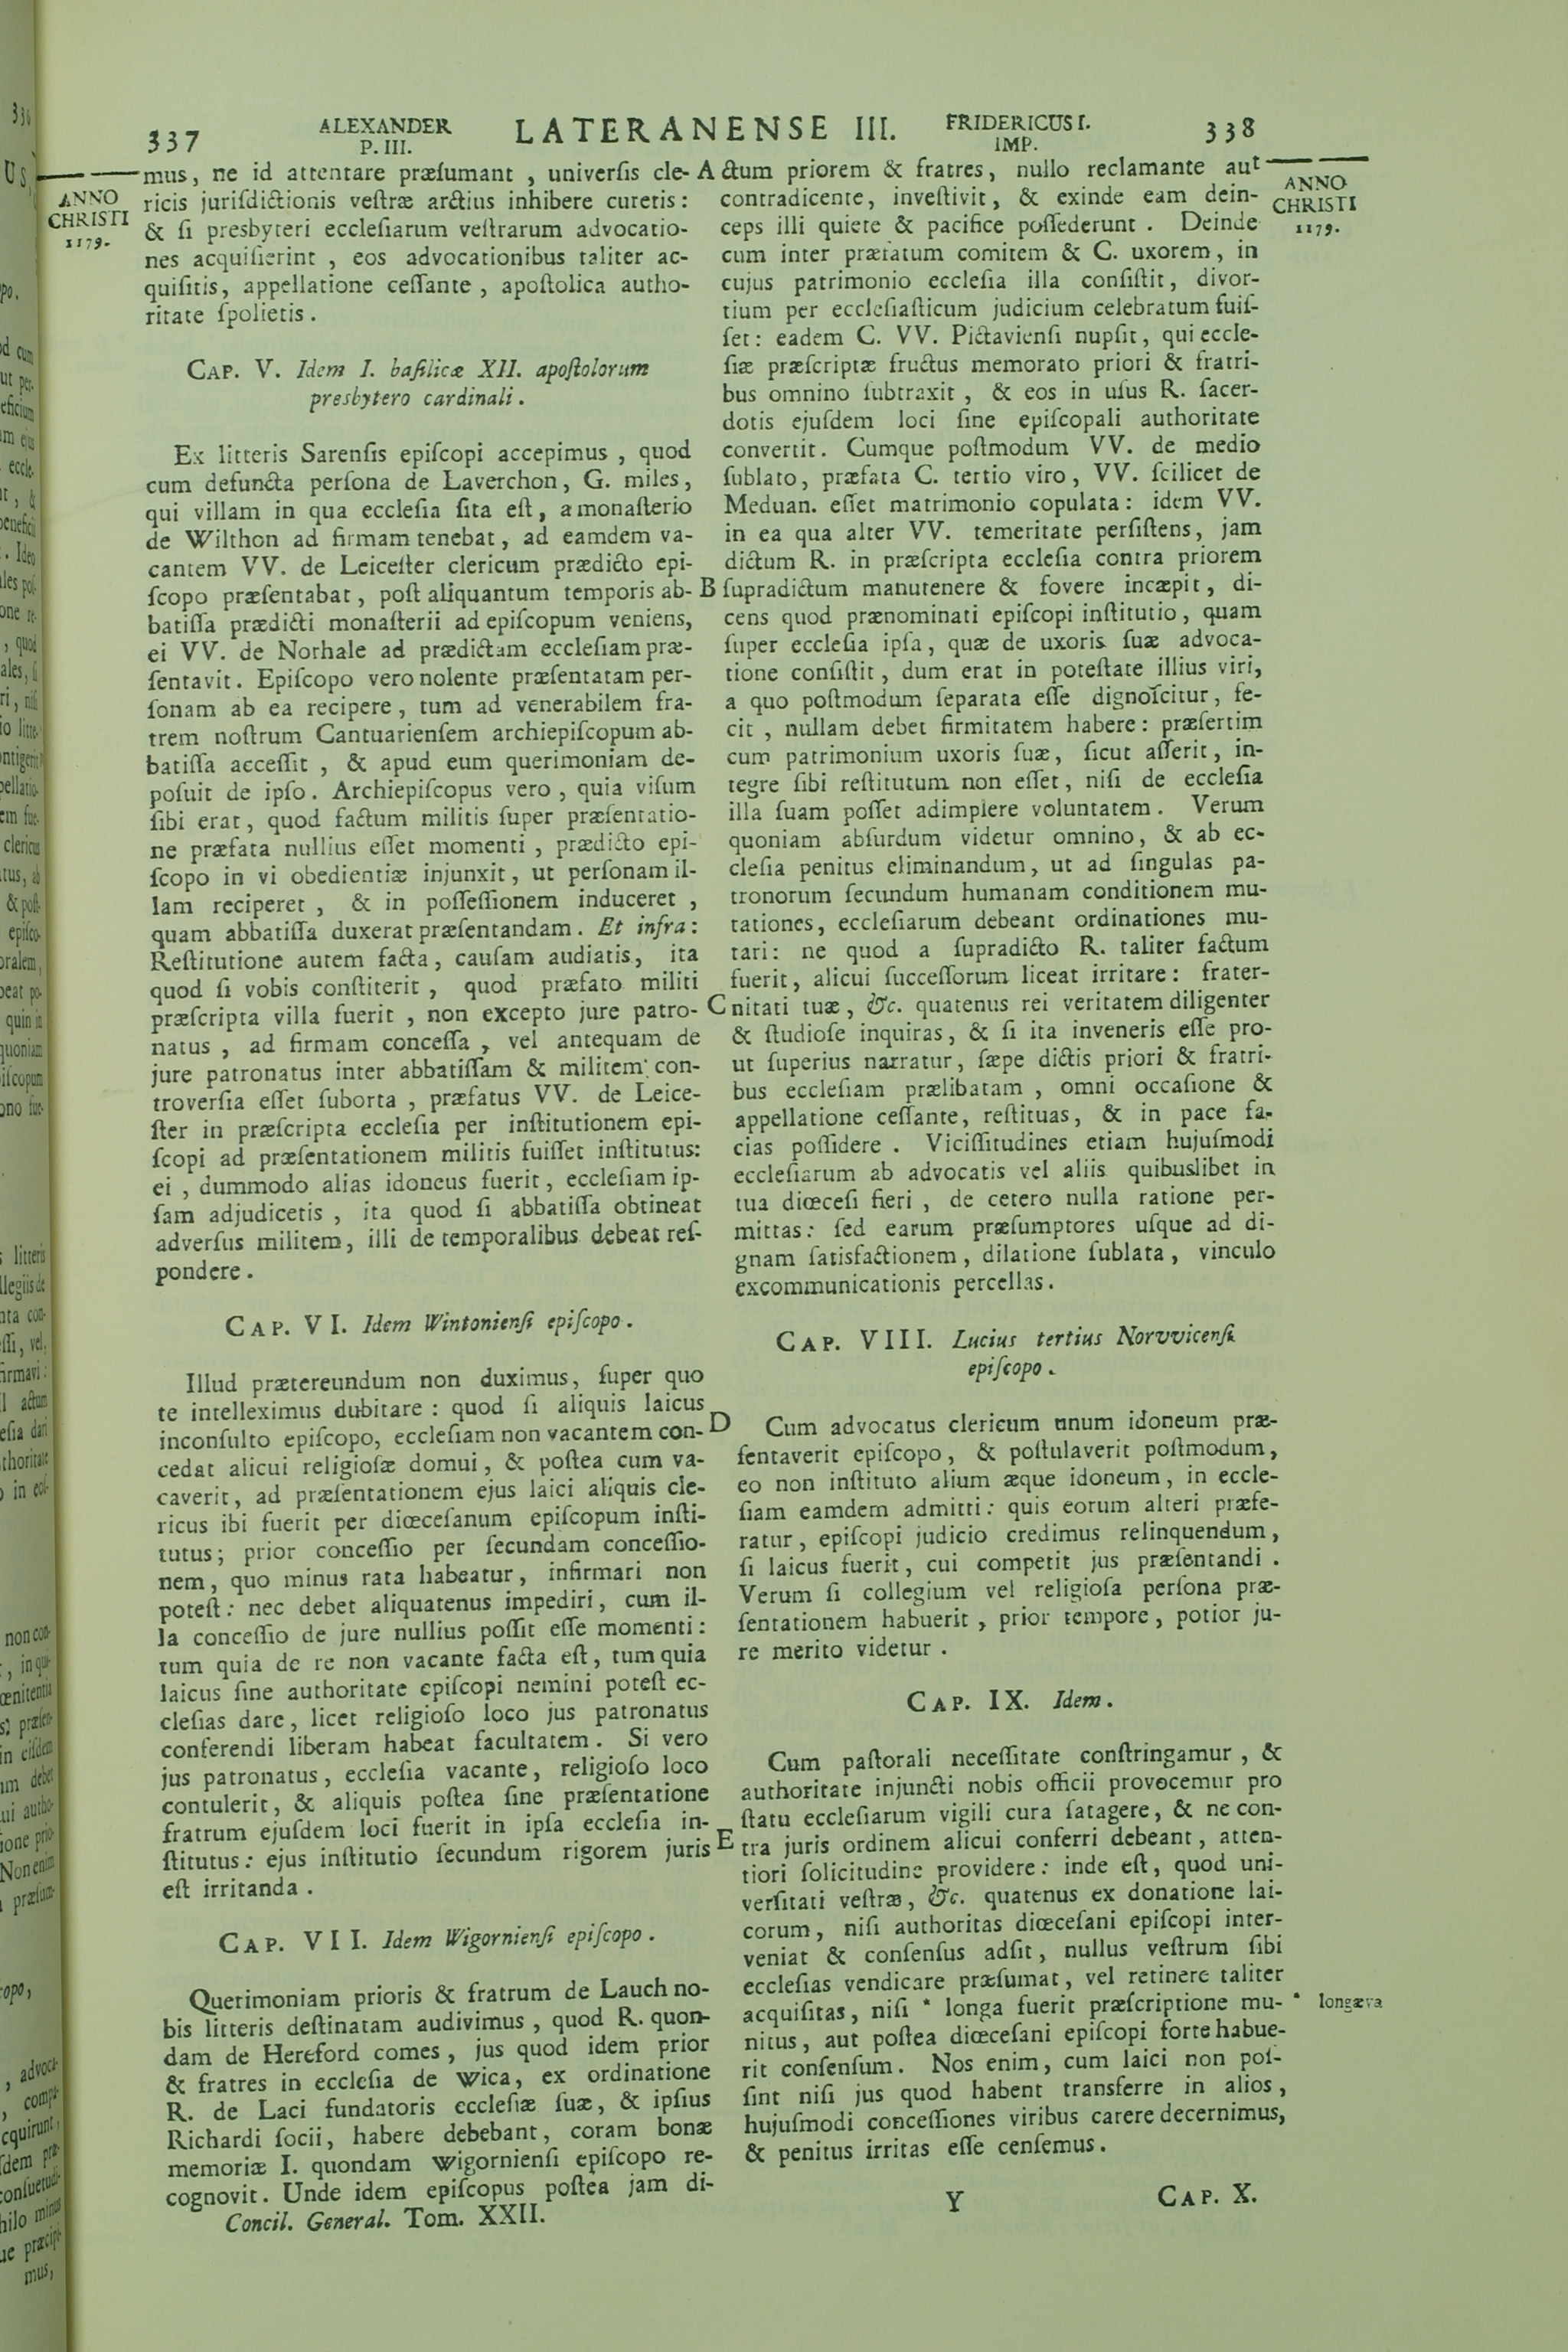 337
ALEXANDER
P. III.
LATERANENSE III.
FRIDERICUS I.
IMP.
338
ANNO
CHRISTI
1179.
mus, ne id attentare præſumant , univerſis cle-
ricis juriſdictionis veſtræ arctius inhibere curetis :
& ſi presbyteri eccleſiarum veſtrarum advocatio-
nes acquiſierint , eos advocationibus taliter ac-
quiſitis, appellatione ceſſante , apoſtolica autho-
ritate ſpolietis .
CAP. V. Idem I. baſilicæ XII. apoſtolorum
presbytero cardinali .
Ex litteris Sarenſis epiſcopi accepimus , quod
cum defuncta perſona de Laverchon, G. miles,
qui villam in qua eccleſia ſita eſt, a monaſterio
de Wilthon ad firmam tenebat, ad eamdem va-
cantem VV. de Leiceſter clericum prædicto epi-
ſcopo præſentabat, poſt aliquantum temporis ab-
batiſſa prædicti monaſterii ad epiſcopum veniens,
ei VV. de Norhale ad prædictam eccleſiam præ-
ſentavit. Epiſcopo vero nolente præſentatam per-
ſonam ab ea recipere, tum ad venerabilem fra-
trem noſtrum Cantuarienſem archiepiſcopum ab-
batiſſa acceſſit , & apud eum querimoniam de-
poſuit de ipſo . Archiepiſcopus vero , quia viſum
ſibi erat, quod factum militis ſuper præſentatio-
ne præfata nullius eſſet momenti , prædicto epi-
ſcopo in vi obedientiæ injunxit, ut perſonam il-
lam reciperet , & in poſſeſſionem induceret ,
quam abbatiſſa duxerat præſentandam . Et infra :
Reſtitutione autem facta, cauſam audiatis, ita
quod ſi vobis conſtiterit , quod præfato militi
præſcripta villa fuerit , non excepto jure patro-
natus , ad firmam conceſſa , vel antequam de
jure patronatus inter abbatiſſam & militem con-
troverſia eſſet ſuborta , præfatus VV. de Leice-
ſter in præſcripta eccleſia per inſtitutionem epi-
ſcopi ad præſentationem militis fuiſſet inſtitutus:
ei , dummodo alias idoneus fuerit, eccleſiam ip-
ſam adjudicetis , ita quod ſi abbatiſſa obtineat
adverſus militem, illi de temporalibus debeat reſ-
pondere .
CAP. VI. Idem Wintonienſi epiſcopo .
Illud prætereundum non duximus, ſuper quo
te intelleximus dubitare : quod ſi aliquis laicus
inconſulto epiſcopo, eccleſiam non vacantem con-
cedat alicui religioſæ domui, & poſtea cum va-
caverit, ad præſentationem ejus laici aliquis cle-
ricus ibi fuerit per diœceſanum epiſcopum inſti-
tutus; prior conceſſio per ſecundam conceſſio-
nem, quo minus rata habeatur, infirmari non
poteſt : nec debet aliquatenus impediri, cum il-
la conceſſio de jure nullius poſſit eſſe momenti :
tum quia de re non vacante facta eſt, tum quia
laicus ſine authoritate epiſcopi nemini poteſt ec-
cleſias dare, licet religioſo loco jus patronatus
conferendi liberam habeat facultatem . Si vero
jus patronatus, eccleſia vacante, religioſo loco
contulerit, & aliquis poſtea ſine præſentatione
fratrum ejuſdem loci fuerit in ipſa eccleſia in-
ſtitutus : ejus inſtitutio ſecundum rigorem juris
eſt irritanda .
CAP. VII. Idem Wigornienſi epiſcopo .
Querimoniam prioris & fratrum de Lauch no-
bis litteris deſtinatam audivimus , quod R. quon-
dam de Hereford comes, jus quod idem prior
& fratres in eccleſia de Wica, ex ordinatione
R. de Laci fundatoris eccleſiæ ſuæ, & ipſius
Richardi ſocii, habere debebant, coram bonæ
memoriæ I. quondam Wigornienſi epiſcopo re-
cognovit. Unde idem epiſcopus poſtea jam di-
Concil. General. Tom. XXII.
A
B
C
D
E
ctum priorem & fratres, nullo reclamante aut
contradicente, inveſtivit, & exinde eam dein-
ceps illi quiete & pacifice poſſederunt . Deinde
cum inter præfatum comitem & C. uxorem, in
cujus patrimonio eccleſia illa conſiſtit, divor-
tium per eccleſiaſticum judicium celebratum fuiſ-
ſet: eadem C. VV. Pictavienſi nupſit, qui eccle-
ſiæ præſcriptæ fructus memorato priori & fratri-
bus omnino ſubtraxit , & eos in uſus R. ſacer-
dotis ejuſdem loci ſine epiſcopali authoritate
convertit. Cumque poſtmodum VV. de medio
ſublato, præfata C. tertio viro, VV. ſcilicet de
Meduan. eſſet matrimonio copulata : idem VV.
in ea qua alter VV. temeritate perſiſtens, jam
dictum R. in præſcripta eccleſia contra priorem
ſupradictum manutenere & fovere incæpit, di-
cens quod prænominati epiſcopi inſtitutio, quam
ſuper eccleſia ipſa, quæ de uxoris ſuæ advoca-
tione conſiſtit, dum erat in poteſtate illius viri,
a quo poſtmodum ſeparata eſſe dignoſcitur, fe-
cit , nullam debet firmitatem habere : præſertim
cum patrimonium uxoris ſuæ, ſicut aſſerit, in-
tegre ſibi reſtitutum non eſſet, niſi de eccleſia
illa ſuam poſſet adimplere voluntatem . Verum
quoniam abſurdum videtur omnino, & ab ec-
cleſia penitus eliminandum, ut ad ſingulas pa-
tronorum ſecundum humanam conditionem mu-
tationes, eccleſiarum debeant ordinationes mu-
tari : ne quod a ſupradicto R. taliter factum
fuerit, alicui ſucceſſorum liceat irritare : frater-
nitati tuæ, &c. quatenus rei veritatem diligenter
& ſtudioſe inquiras, & ſi ita inveneris eſſe pro-
ut ſuperius narratur, ſæpe dictis priori & fratri-
bus eccleſiam prælibatam , omni occaſione &
appellatione ceſſante, reſtituas, & in pace fa-
cias poſſidere . Viciſſitudines etiam hujuſmodi
eccleſiarum ab advocatis vel aliis quibuslibet in
tua diœceſi fieri , de cetero nulla ratione per-
mittas : ſed earum præſumptores uſque ad di-
gnam ſatisfactionem, dilatione ſublata, vinculo
excommunicationis percellas .
CAP. VIII. Lucius tertius Norvvicenſi
epiſcopo .
Cum advocatus clericum unum idoneum præ-
ſentaverit epiſcopo, & poſtulaverit poſtmodum,
eo non inſtituto alium æque idoneum, in eccle-
ſiam eamdem admitti : quis eorum alteri præfe-
ratur , epiſcopi judicio credimus relinquendum,
ſi laicus fuerit, cui competit jus præſentandi .
Verum ſi collegium vel religioſa perſona præ-
ſentationem habuerit , prior tempore, potior ju-
re merito videtur .
CAP. IX. Idem .
Cum paſtorali neceſſitate conſtringamur , &
authoritate injuncti nobis officii provocemur pro
ſtatu eccleſiarum vigili cura ſatagere, & ne con-
tra juris ordinem alicui conferri debeant, atten-
tiori ſolicitudine providere : inde eſt, quod uni-
verſitati veſtræ, &c. quatenus ex donatione lai-
corum, niſi authoritas diœceſani epiſcopi inter-
veniat & conſenſus adſit, nullus veſtrum ſibi
eccleſias vendicare præſumat, vel retinere taliter
acquiſitas, niſi * longa fuerit præſcriptione mu-
nitus, aut poſtea diœceſani epiſcopi forte habue-
rit conſenſum. Nos enim, cum laici non poſ-
ſint niſi jus quod habent transferre in alios,
hujuſmodi conceſſiones viribus carere decernimus,
& penitus irritas eſſe cenſemus .
Y
CAP. X.
ANNO
CHRISTI
1179.
* longæva